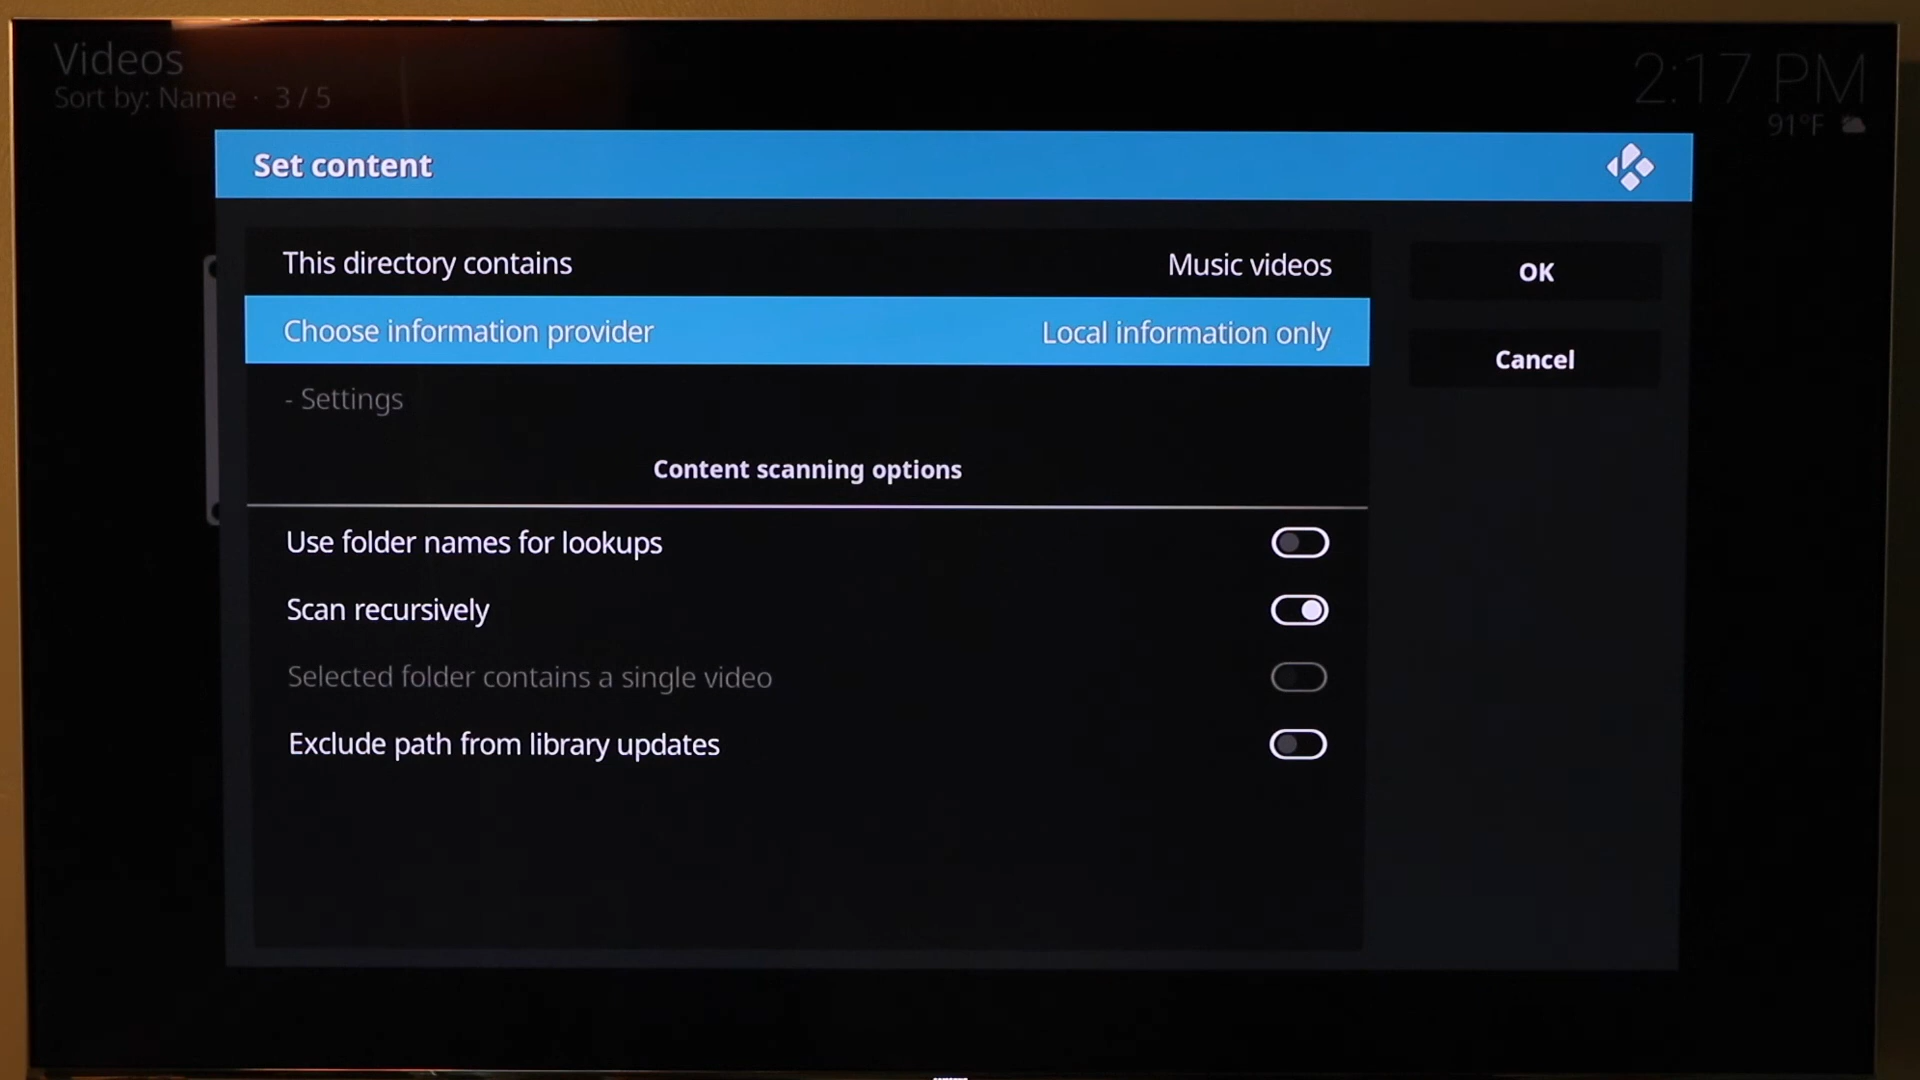 Videos
Sort by: Name · 3 / 5
2:17 PM
91°F
Set content
This directory contains
Music videos
OK
Choose information provider
Local information only
Cancel
- Settings
Content scanning options
Use folder names for lookups
Scan recursively
Selected folder contains a single video
Exclude path from library updates